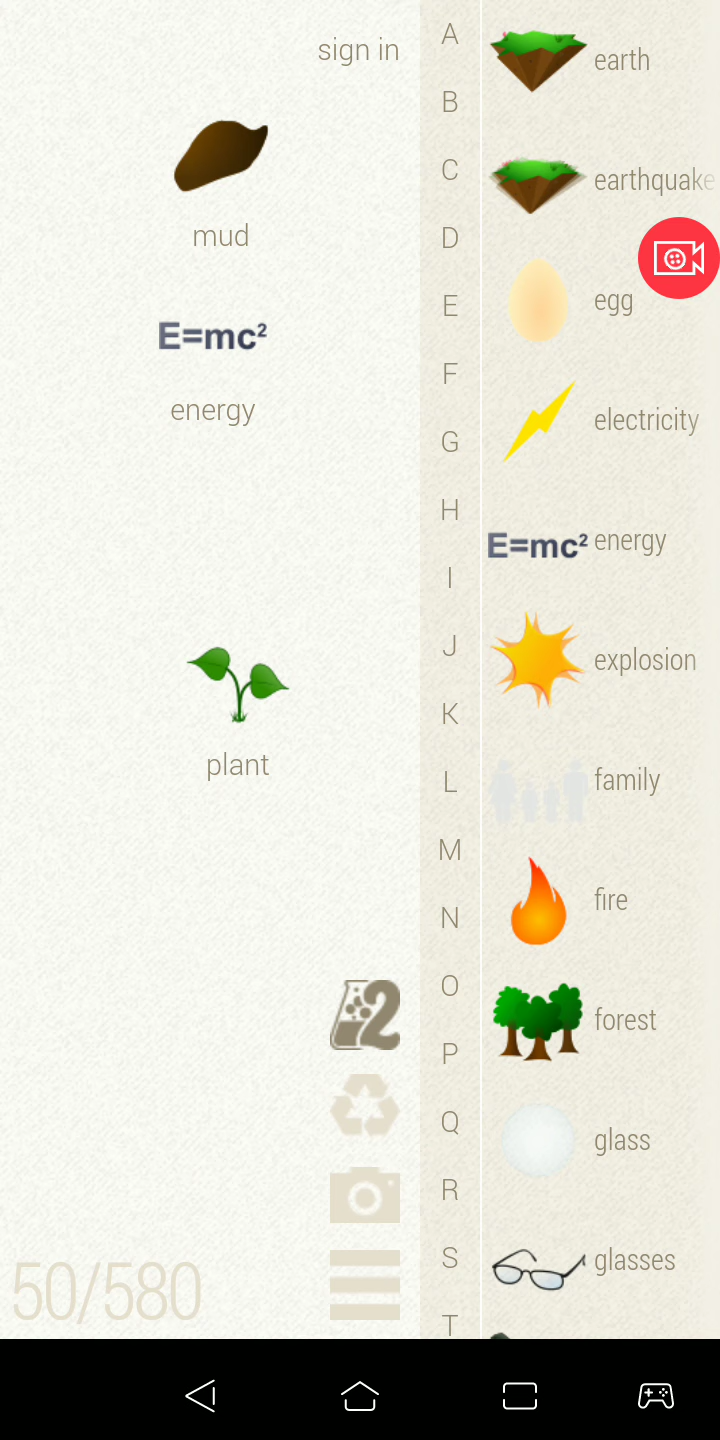 sign in
mud
E=mc²
energy
plant
2
50/580
A
B
C
D
E
F
G
H
I
J
K
L
M
N
O
P
Q
R
S
T
earth
earthquake
egg
electricity
E=mc² energy
explosion
family
fire
forest
glass
glasses